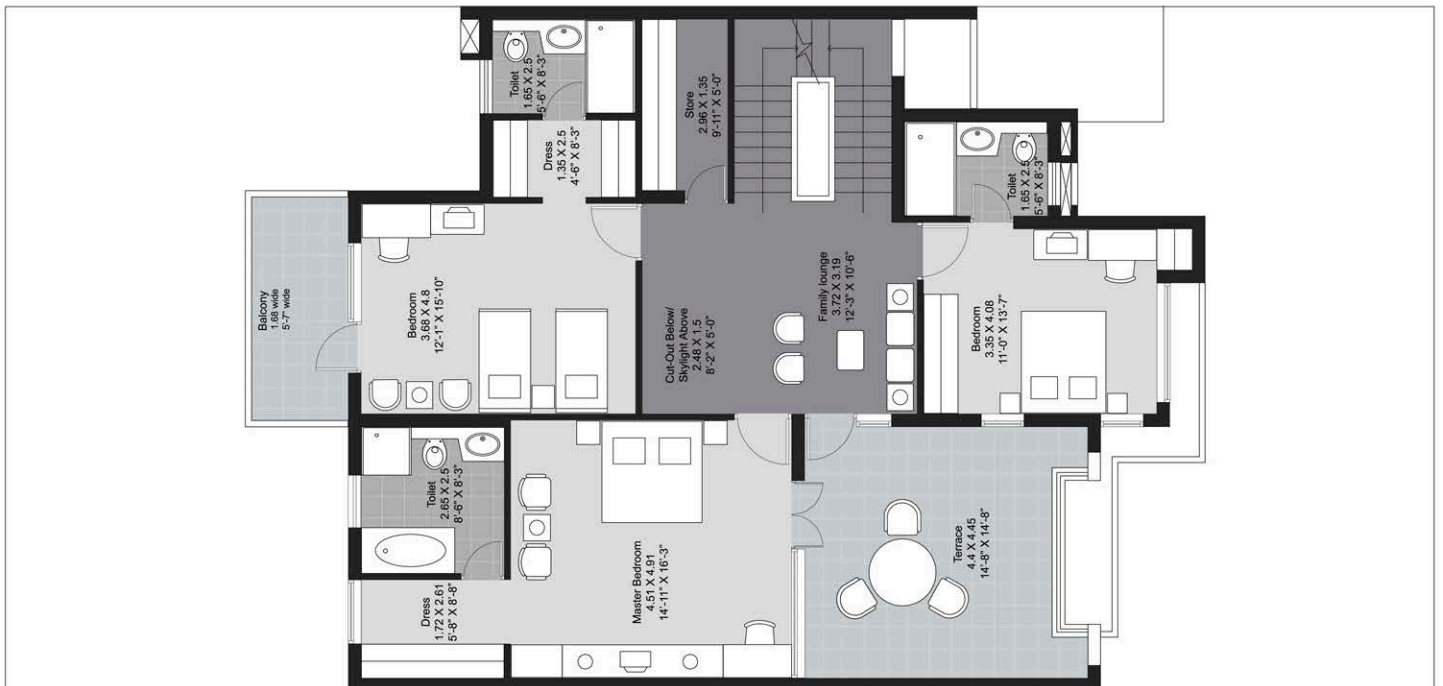 Toilet
1.65 X 2.5
5'-6" X 8'-3"
Store
2.96 X 1.35
9'-11" X 5'-0"
Dress
1.35 X 2.5
4'-6" X 8'-3"
Toilet
1.65 X 2.5
5'-6" X 8'-3"
Balcony
1.68 wide
5'-7" wide
Bedroom
3.68 X 4.8
12'-1" X 15'-10"
Cut-Out Below/
Skylight Above
2.48 X 1.5
8'-2" X 5'-0"
Family lounge
3.72 X 3.19
12'-3" X 10'-6"
Bedroom
3.35 X 4.08
11'-0" X 13'-7"
Toilet
2.65 X 2.5
8'-6" X 8'-3"
Dress
1.72 X 2.61
5'-8" X 8'-8"
Master Bedroom
4.51 X 4.91
14'-11" X 16'-3"
Terrace
4.4 X 4.45
14'-8" X 14'-8"